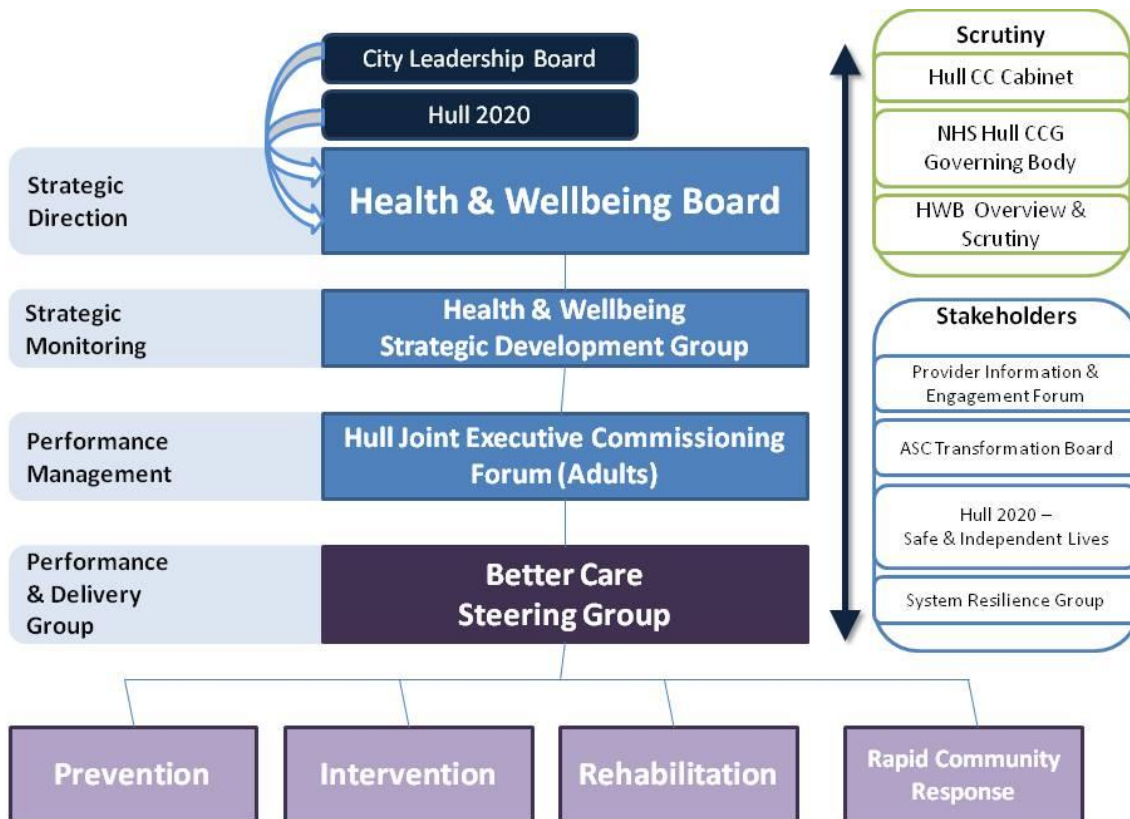 City Leadership Board
Hull 2020
Strategic
Direction
Health & Wellbeing Board
Strategic
Monitoring
Health & Wellbeing
Strategic Development Group
Performance
Management
Hull Joint Executive Commissioning
Forum (Adults)
Performance
& Delivery
Group
Better Care
Steering Group
Prevention
Intervention
Rehabilitation
Rapid Community
Response
Scrutiny
Hull CC Cabinet
NHS Hull CCG
Governing Body
HWB Overview &
Scrutiny
Stakeholders
Provider Information &
Engagement Forum
ASC Transformation Board
Hull 2020 –
Safe & Independent Lives
System Resilience Group